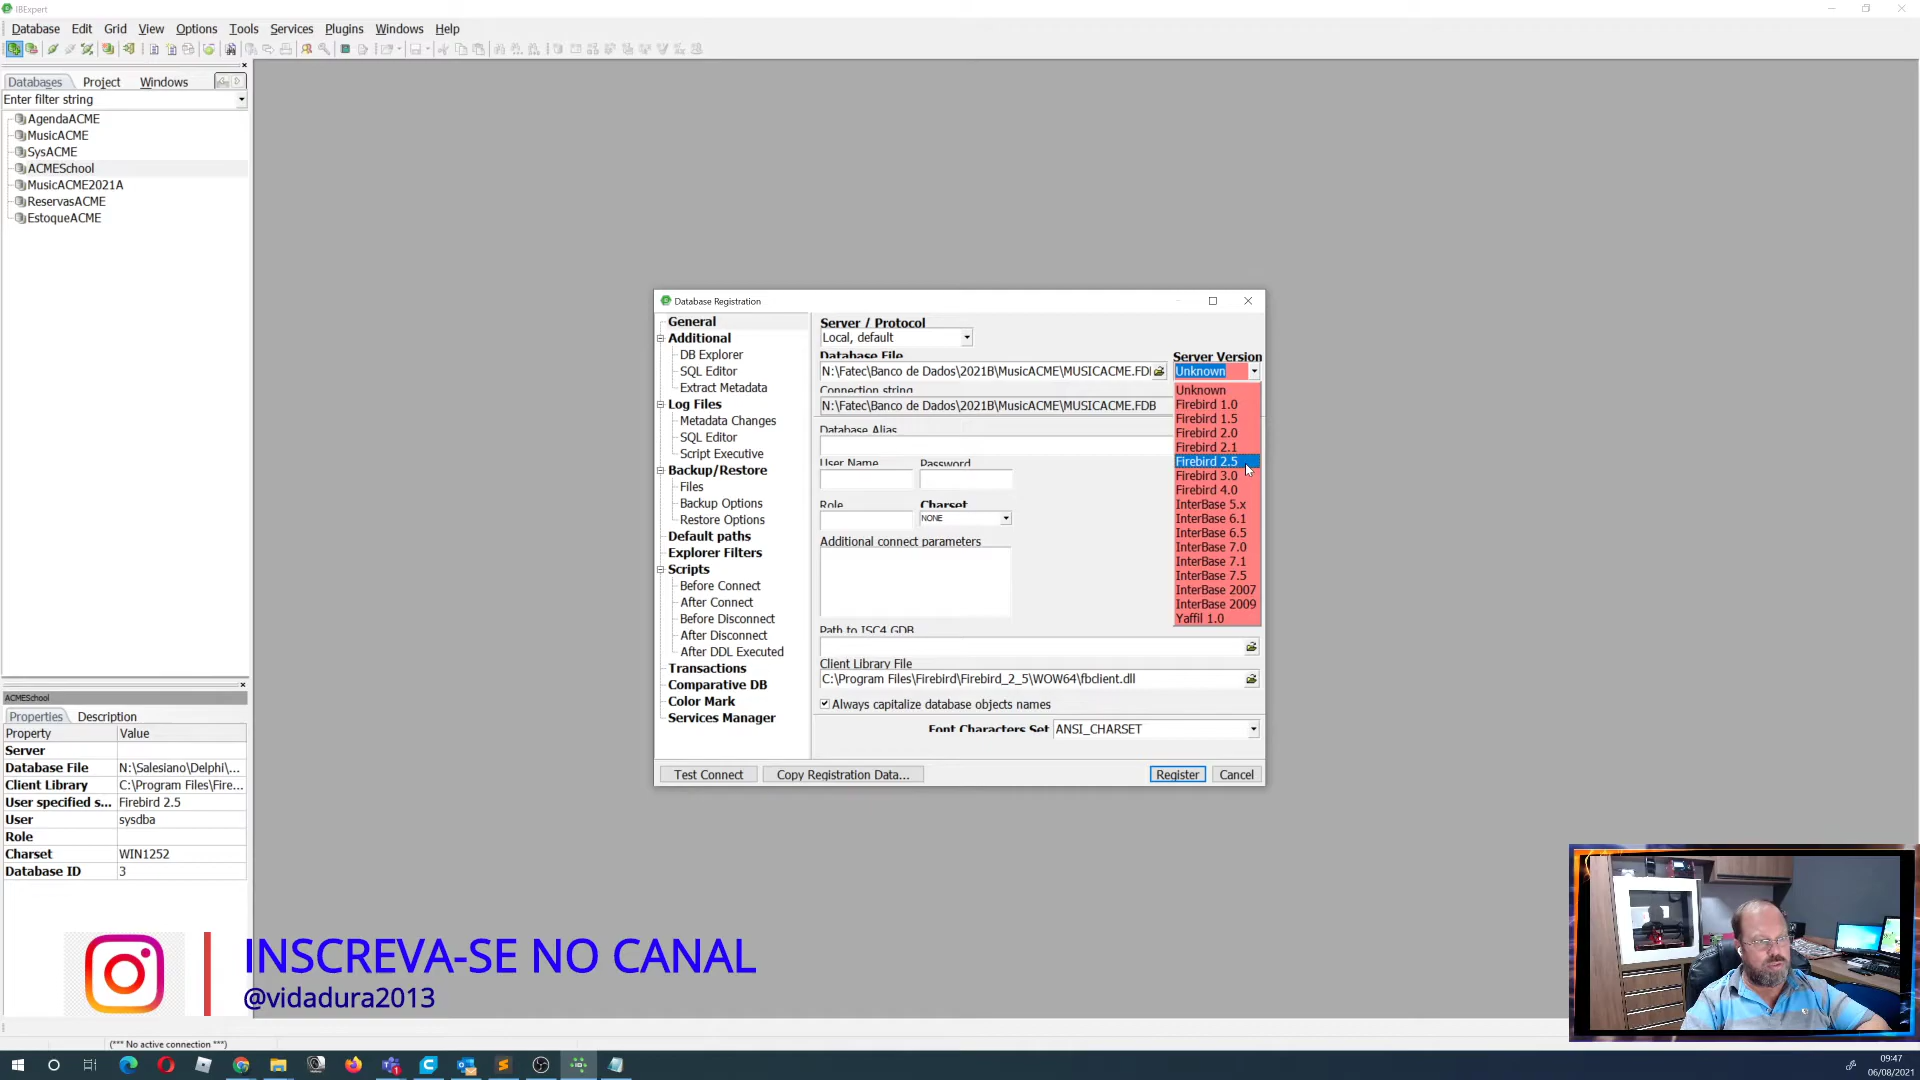 IBExpert
Database Edit Grid View Options Tools Services Plugins Windows Help
Databases Project Windows
Enter filter string
AgendaACME
MusicACME
SysACME
ACMESchool
MusicACME2021A
ReservasACME
EstoqueACME
ACMESchool
Properties Description
Property Value
Server
Database File N:\Salesiano\Delphi\...
Client Library C:\Program Files\Fire...
User specified s... Firebird 2.5
User sysdba
Role
Charset WIN1252
Database ID 3
Database Registration
General
Additional
DB Explorer
SQL Editor
Extract Metadata
Log Files
Metadata Changes
SQL Editor
Script Executive
Backup/Restore
Files
Backup Options
Restore Options
Default paths
Explorer Filters
Scripts
Before Connect
After Connect
Before Disconnect
After Disconnect
After DDL Executed
Transactions
Comparative DB
Color Mark
Services Manager
Server / Protocol
Local, default
Database File
N:\Fatec\Banco de Dados\2021B\MusicACME\MUSICACME.FDI
Connection string
N:\Fatec\Banco de Dados\2021B\MusicACME\MUSICACME.FDB
Database Alias
User Name Password
Role Charset
NONE
Additional connect parameters
Path to ISC4.GDB
Client Library File
C:\Program Files\Firebird\Firebird_2_5\WOW64\fbclient.dll
Always capitalize database objects names
Font Characters Set ANSI_CHARSET
Server Version
Unknown
Unknown
Firebird 1.0
Firebird 1.5
Firebird 2.0
Firebird 2.1
Firebird 2.5
Firebird 3.0
Firebird 4.0
InterBase 5.x
InterBase 6.1
InterBase 6.5
InterBase 7.0
InterBase 7.1
InterBase 7.5
InterBase 2007
InterBase 2009
Yaffil 1.0
Test Connect Copy Registration Data... Register Cancel
INSCREVA-SE NO CANAL
@vidadura2013
(*** No active connection ***)
09:47
06/08/2021